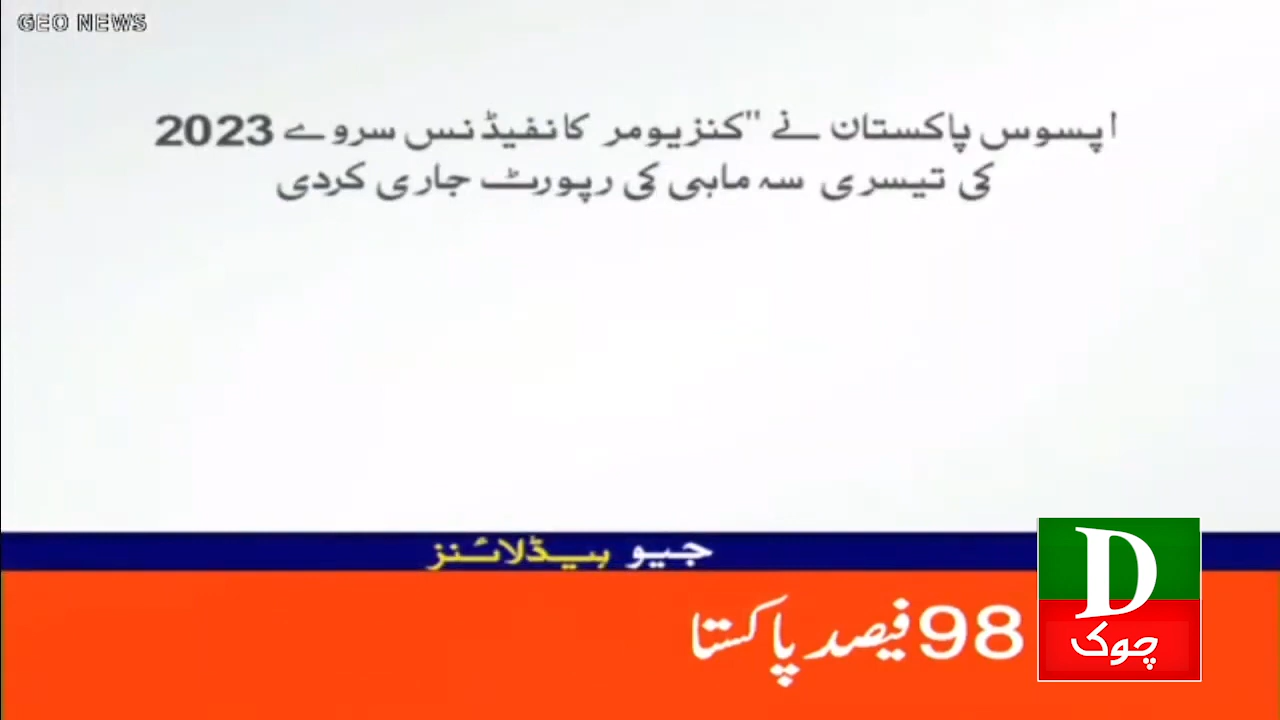 GEO NEWS
اپسوس پاکستان نے "کنزیومر کانفیڈنس سروے 2023
کی تیسری سہ ماہی کی رپورٹ جاری کردی
جیو ہیڈلائنز
98 فیصد پاکستا
D
چوک